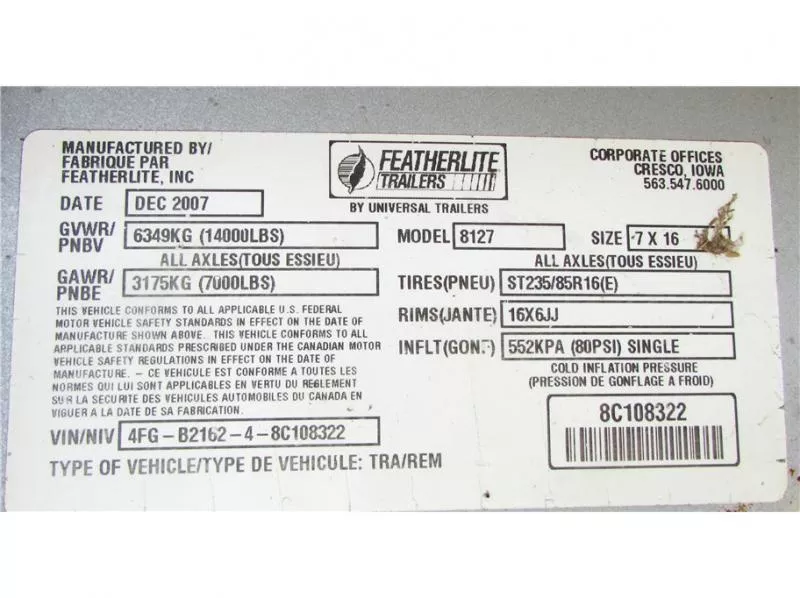 MANUFACTURED BY/
FABRIQUE PAR
FEATHERLITE, INC
FEATHERLITE
TRAILERS
BY UNIVERSAL TRAILERS
CORPORATE OFFICES
CRESCO, IOWA
563.547.6000
DATE DEC 2007
GVWR/
PNBV 6349KG (14000LBS)
MODEL 8127 SIZE -7 X 16
ALL AXLES(TOUS ESSIEU)
GAWR/
PNBE 3175KG (7000LBS)
ALL AXLES(TOUS ESSIEU)
TIRES(PNEU) ST235/85R16(E)
RIMS(JANTE) 16X6JJ
INFLT(GONF.) 552KPA (80PSI) SINGLE
COLD INFLATION PRESSURE
(PRESSION DE GONFLAGE A FROID)
THIS VEHICLE CONFORMS TO ALL APPLICABLE U.S. FEDERAL
MOTOR VEHICLE SAFETY STANDARDS IN EFFECT ON THE DATE OF
MANUFACTURE SHOWN ABOVE. THIS VEHICLE CONFORMS TO ALL
APPLICABLE STANDARDS PRESCRIBED UNDER THE CANADIAN MOTOR
VEHICLE SAFETY REGULATIONS IN EFFECT ON THE DATE OF
MANUFACTURE. – CE VEHICULE EST CONFORME A TOUTES LES
NORMES QUI LUI SONT APPLICABLES EN VERTU DU REGLEMENT
SUR LA SECURITE DES VEHICULES AUTOMOBILES DU CANADA EN
VIGUER A LA DATE DE SA FABRICATION.
8C108322
VIN/NIV 4FG – B2162 – 4 – 8C108322
TYPE OF VEHICLE/TYPE DE VEHICULE: TRA/REM